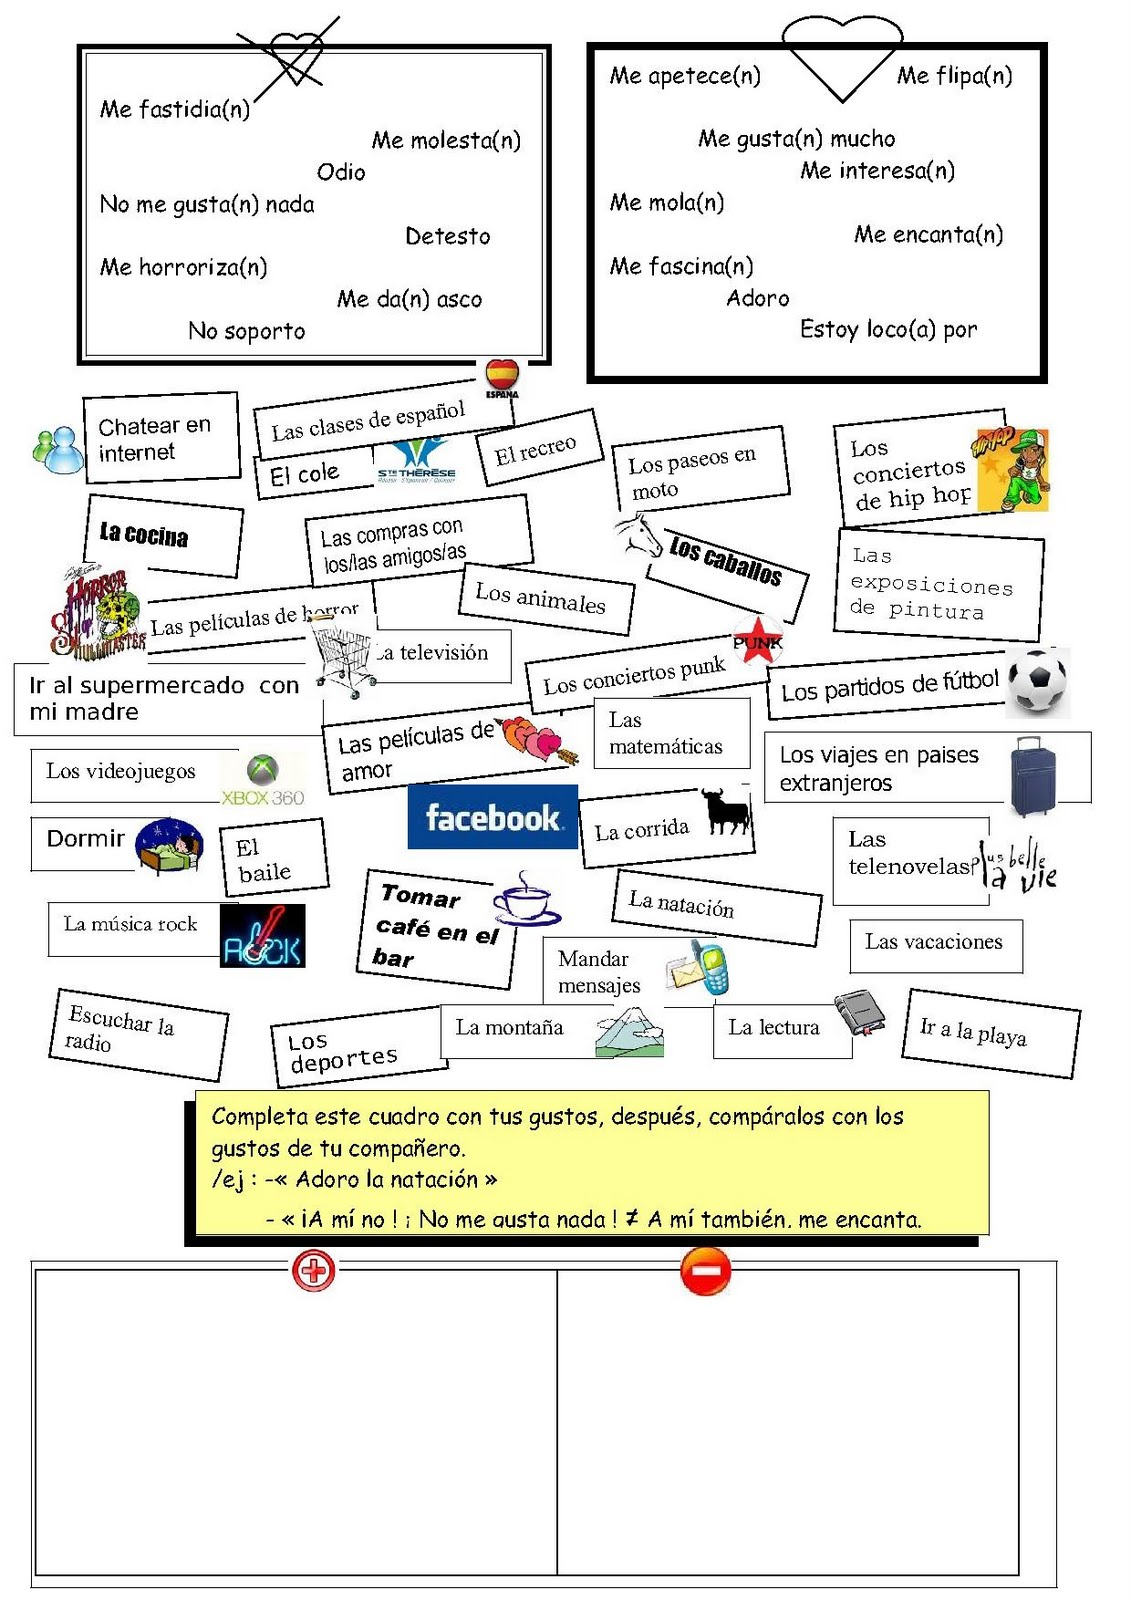 Me fastidia(n)
Me molesta(n)
Odio
No me gusta(n) nada
Detesto
Me horroriza(n)
Me da(n) asco
No soporto
Me apetece(n)
Me flipa(n)
Me gusta(n) mucho
Me interesa(n)
Me mola(n)
Me encanta(n)
Me fascina(n)
Adoro
Estoy loco(a) por
ESPAÑA
Chatear en
internet
Las clases de español
El cole
STE THÉRÈSE
El recreo
Los paseos en
moto
Los
conciertos
de hip hop
HIP HOP
La cocina
Las compras con
los/las amigos/as
Los caballos
Las
exposiciones
de pintura
HORROR
Las películas de horror
Los animales
La televisión
Los conciertos punk
PUNK
Los partidos de fútbol
Ir al supermercado con
mi madre
Las películas de
amor
Las
matemáticas
Los viajes en paises
extranjeros
Los videojuegos
XBOX 360
Dormir
El
baile
facebook
La corrida
Las
telenovelas
plus belle
la vie
La música rock
ROCK
Tomar
café en el
bar
La natación
Las vacaciones
Mandar
mensajes
Escuchar la
radio
Los
deportes
La montaña
La lectura
Ir a la playa
Completa este cuadro con tus gustos, después, compáralos con los
gustos de tu compañero.
/ej : -« Adoro la natación »
- « ¡A mí no ! ¡ No me gusta nada ! ≠ A mí también. me encanta.